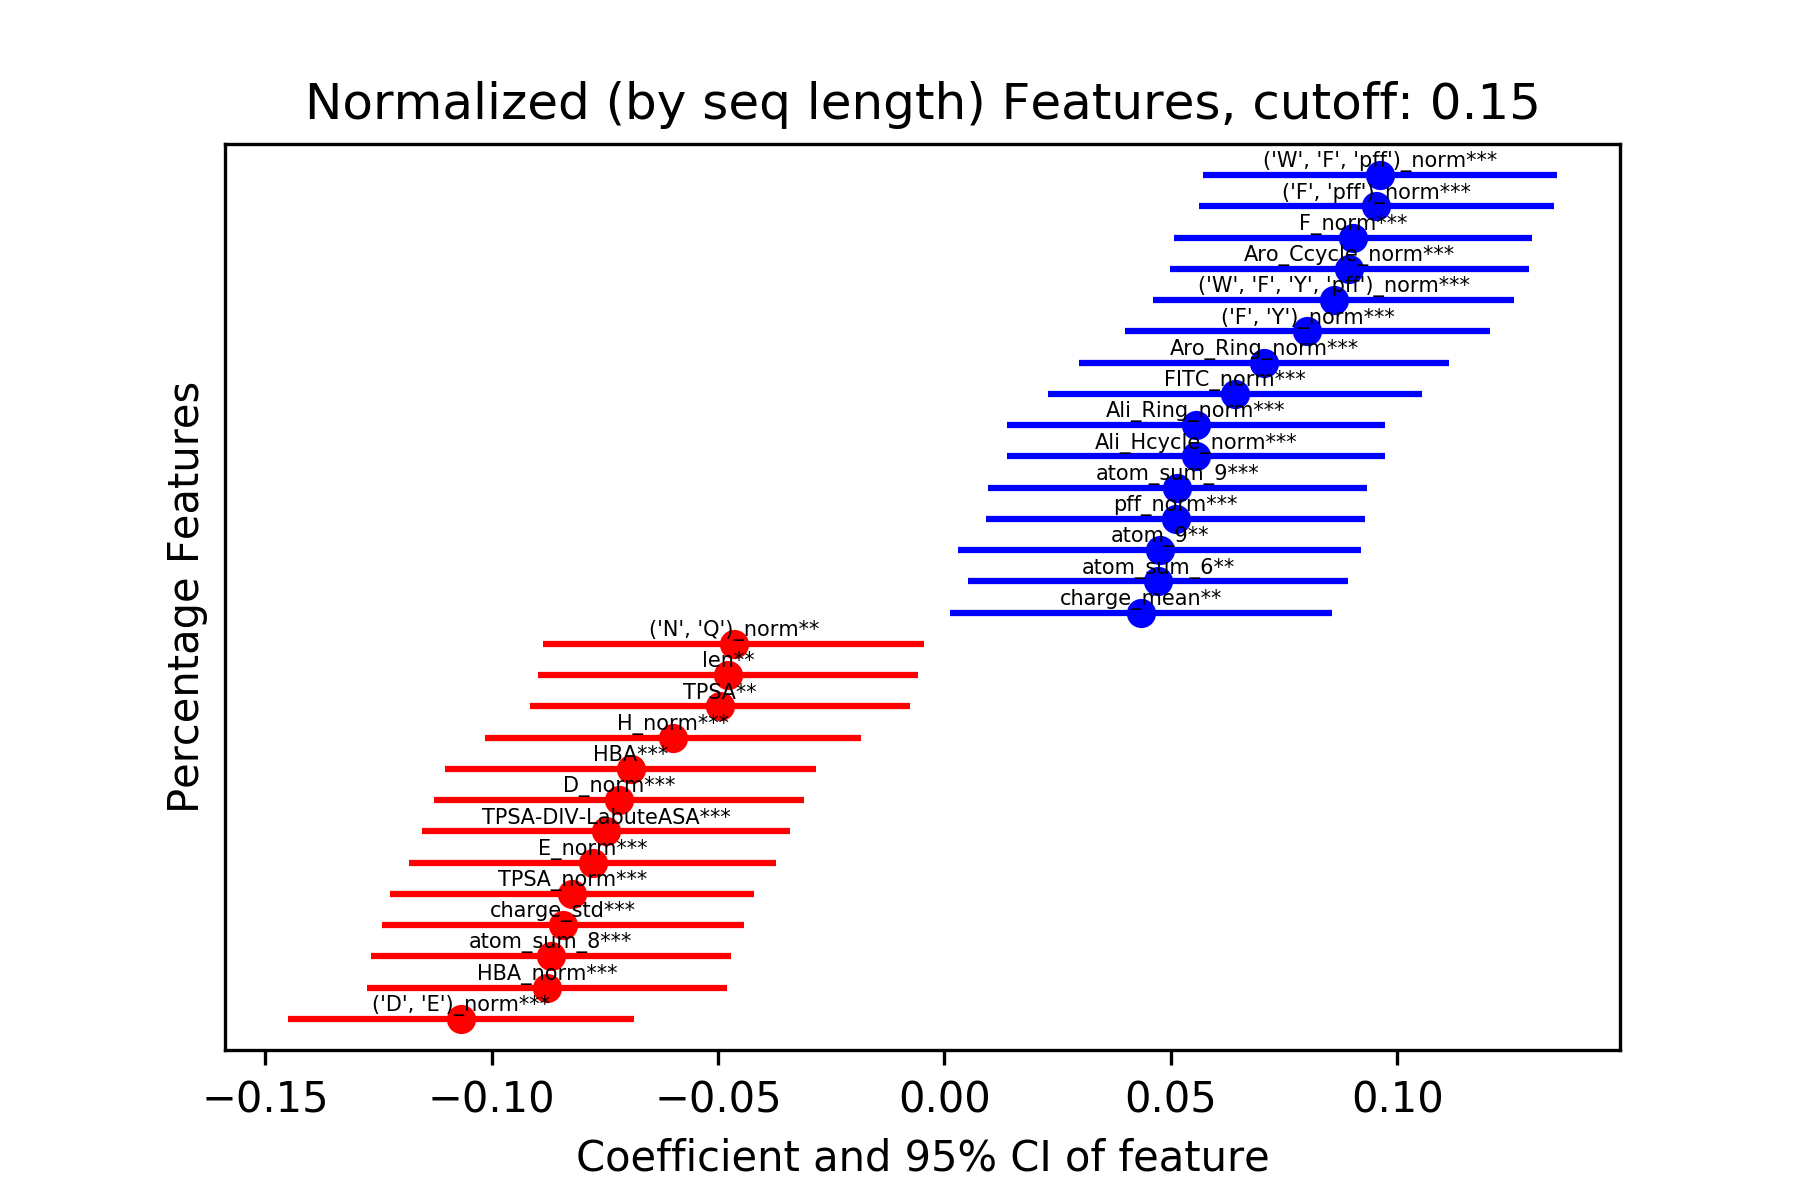 Normalized (by seq length) Features, cutoff: 0.15
('W', 'F', 'pff')_norm***
('F', 'pff')_norm***
F_norm***
Aro_Ccycle_norm***
('W', 'F', 'Y', 'pff')_norm***
('F', 'Y')_norm***
Aro_Ring_norm***
FITC_norm***
Ali_Ring_norm***
Ali_Hcycle_norm***
atom_sum_9***
pff_norm***
atom_9**
atom_sum_6**
charge_mean**
('N', 'Q')_norm**
len**
TPSA**
H_norm***
HBA***
D_norm***
TPSA-DIV-LabuteASA***
E_norm***
TPSA_norm***
charge_std***
atom_sum_8***
HBA_norm***
('D', 'E')_norm***
Percentage Features
−0.15 −0.10 −0.05 0.00 0.05 0.10
Coefficient and 95% CI of feature